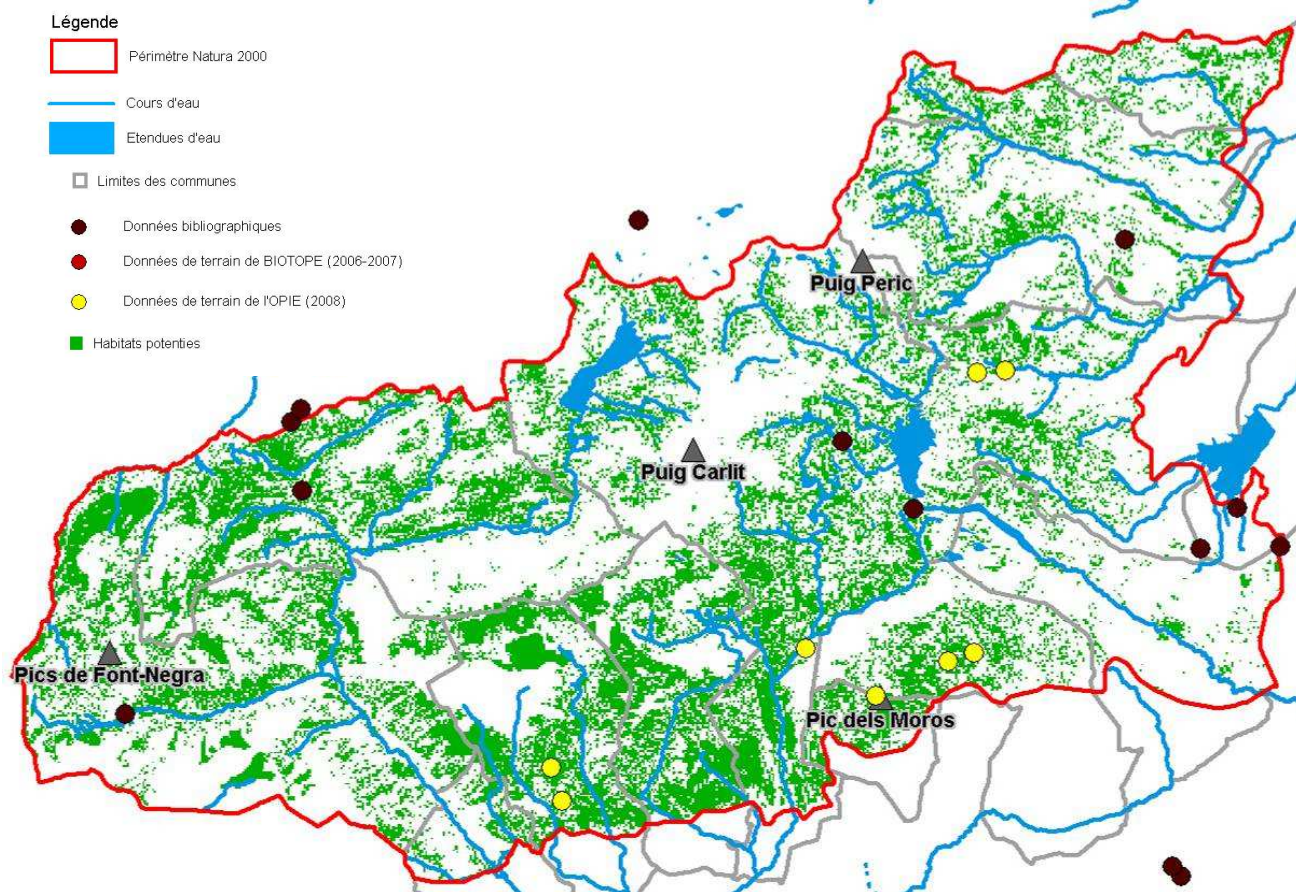 Légende
Périmètre Natura 2000
Cours d'eau
Etendues d'eau
Limites des communes
Données bibliographiques
Données de terrain de BIOTOPE (2006-2007)
Données de terrain de l'OPIE (2008)
Habitats potenties
Puig Peric
Puig Carlit
Pics de Font-Negra
Pic dels Moros